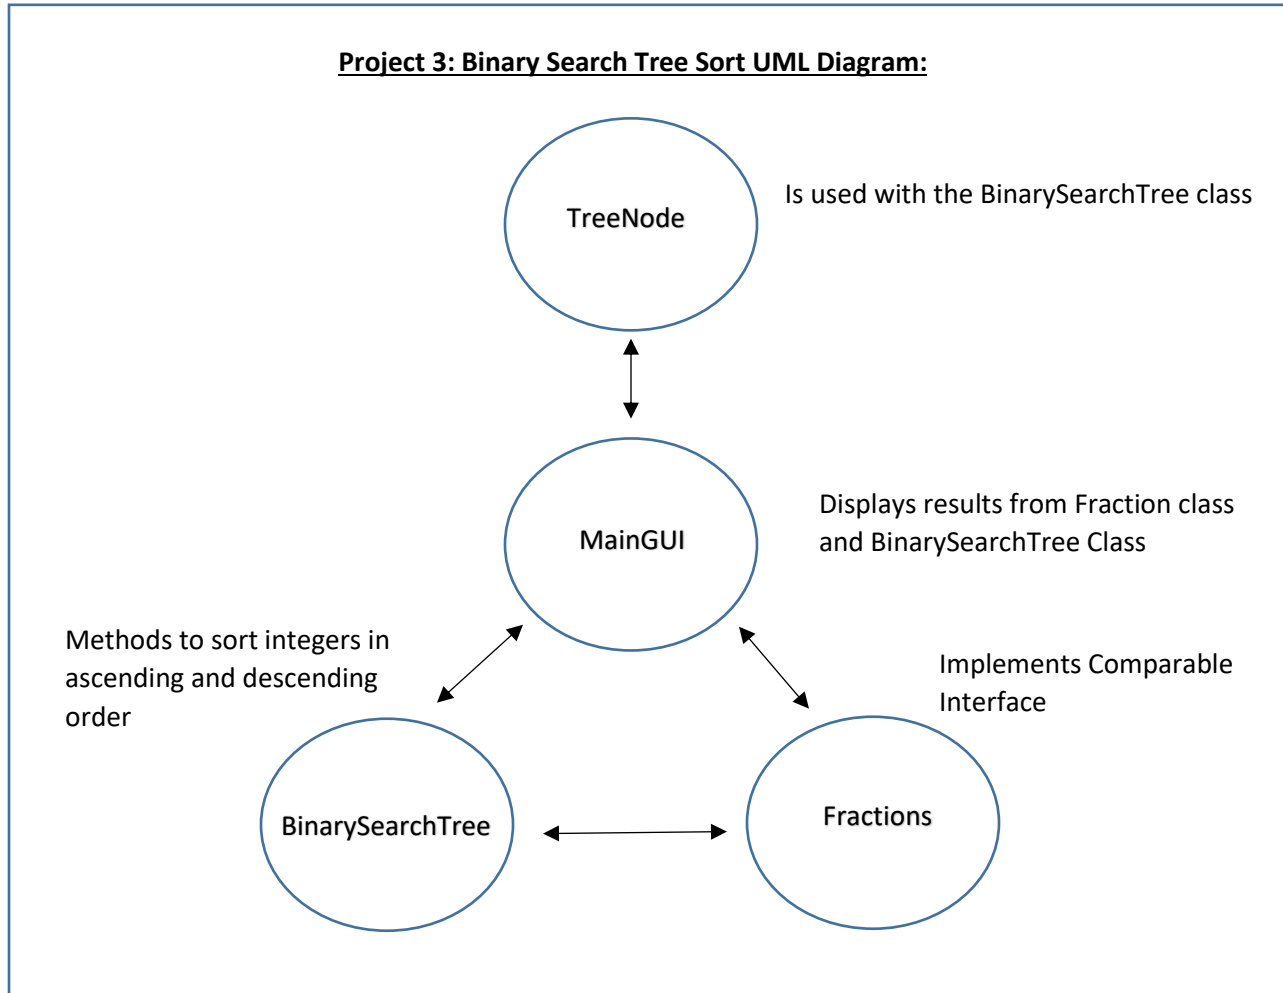 Project 3: Binary Search Tree Sort UML Diagram:
TreeNode
Is used with the BinarySearchTree class
MainGUI
Displays results from Fraction class
and BinarySearchTree Class
Methods to sort integers in
ascending and descending
order
Implements Comparable
Interface
BinarySearchTree
Fractions